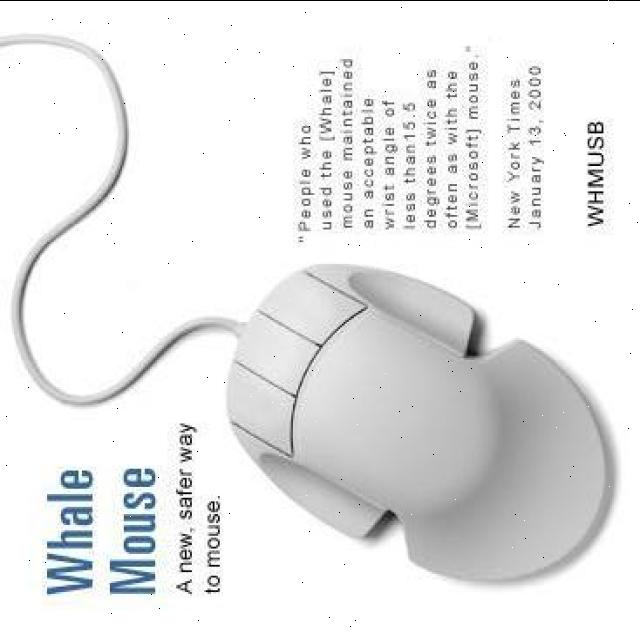 Whale
Mouse
A new, safer way
to mouse.
"People who
used the [Whale]
mouse maintained
an acceptable
wrist angle of
less than15.5
degrees twice as
often as with the
[Microsoft] mouse."
New York Times
January 13, 2000
WHMUSB